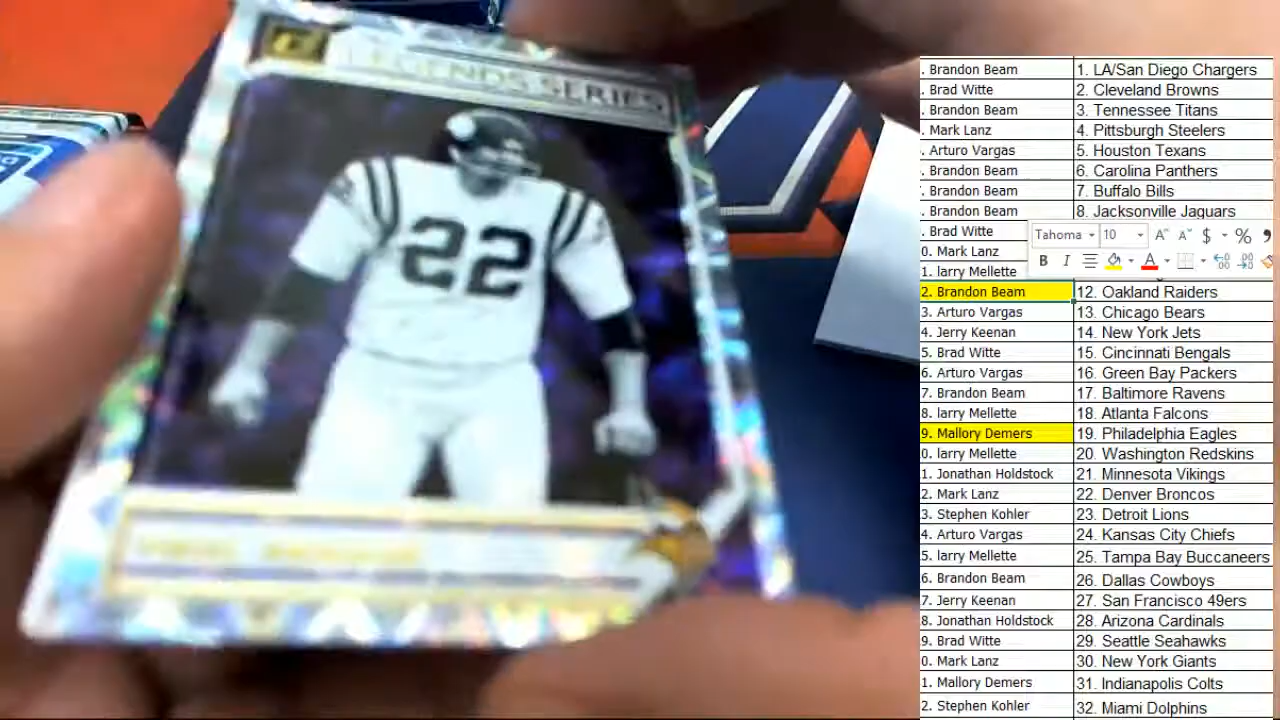 LEGENDS SERIES
22
. Brandon Beam 1. LA/San Diego Chargers
. Brad Witte 2. Cleveland Browns
. Brandon Beam 3. Tennessee Titans
. Mark Lanz 4. Pittsburgh Steelers
. Arturo Vargas 5. Houston Texans
. Brandon Beam 6. Carolina Panthers
. Brandon Beam 7. Buffalo Bills
. Brandon Beam 8. Jacksonville Jaguars
. Brad Witte
0. Mark Lanz
1. larry Mellette
Tahoma 10 A A $ % ,
B I A
2. Brandon Beam 12. Oakland Raiders
3. Arturo Vargas 13. Chicago Bears
4. Jerry Keenan 14. New York Jets
5. Brad Witte 15. Cincinnati Bengals
6. Arturo Vargas 16. Green Bay Packers
7. Brandon Beam 17. Baltimore Ravens
8. larry Mellette 18. Atlanta Falcons
9. Mallory Demers 19. Philadelphia Eagles
0. larry Mellette 20. Washington Redskins
1. Jonathan Holdstock 21. Minnesota Vikings
2. Mark Lanz 22. Denver Broncos
3. Stephen Kohler 23. Detroit Lions
4. Arturo Vargas 24. Kansas City Chiefs
5. larry Mellette 25. Tampa Bay Buccaneers
6. Brandon Beam 26. Dallas Cowboys
7. Jerry Keenan 27. San Francisco 49ers
8. Jonathan Holdstock 28. Arizona Cardinals
9. Brad Witte 29. Seattle Seahawks
0. Mark Lanz 30. New York Giants
1. Mallory Demers 31. Indianapolis Colts
2. Stephen Kohler 32. Miami Dolphins